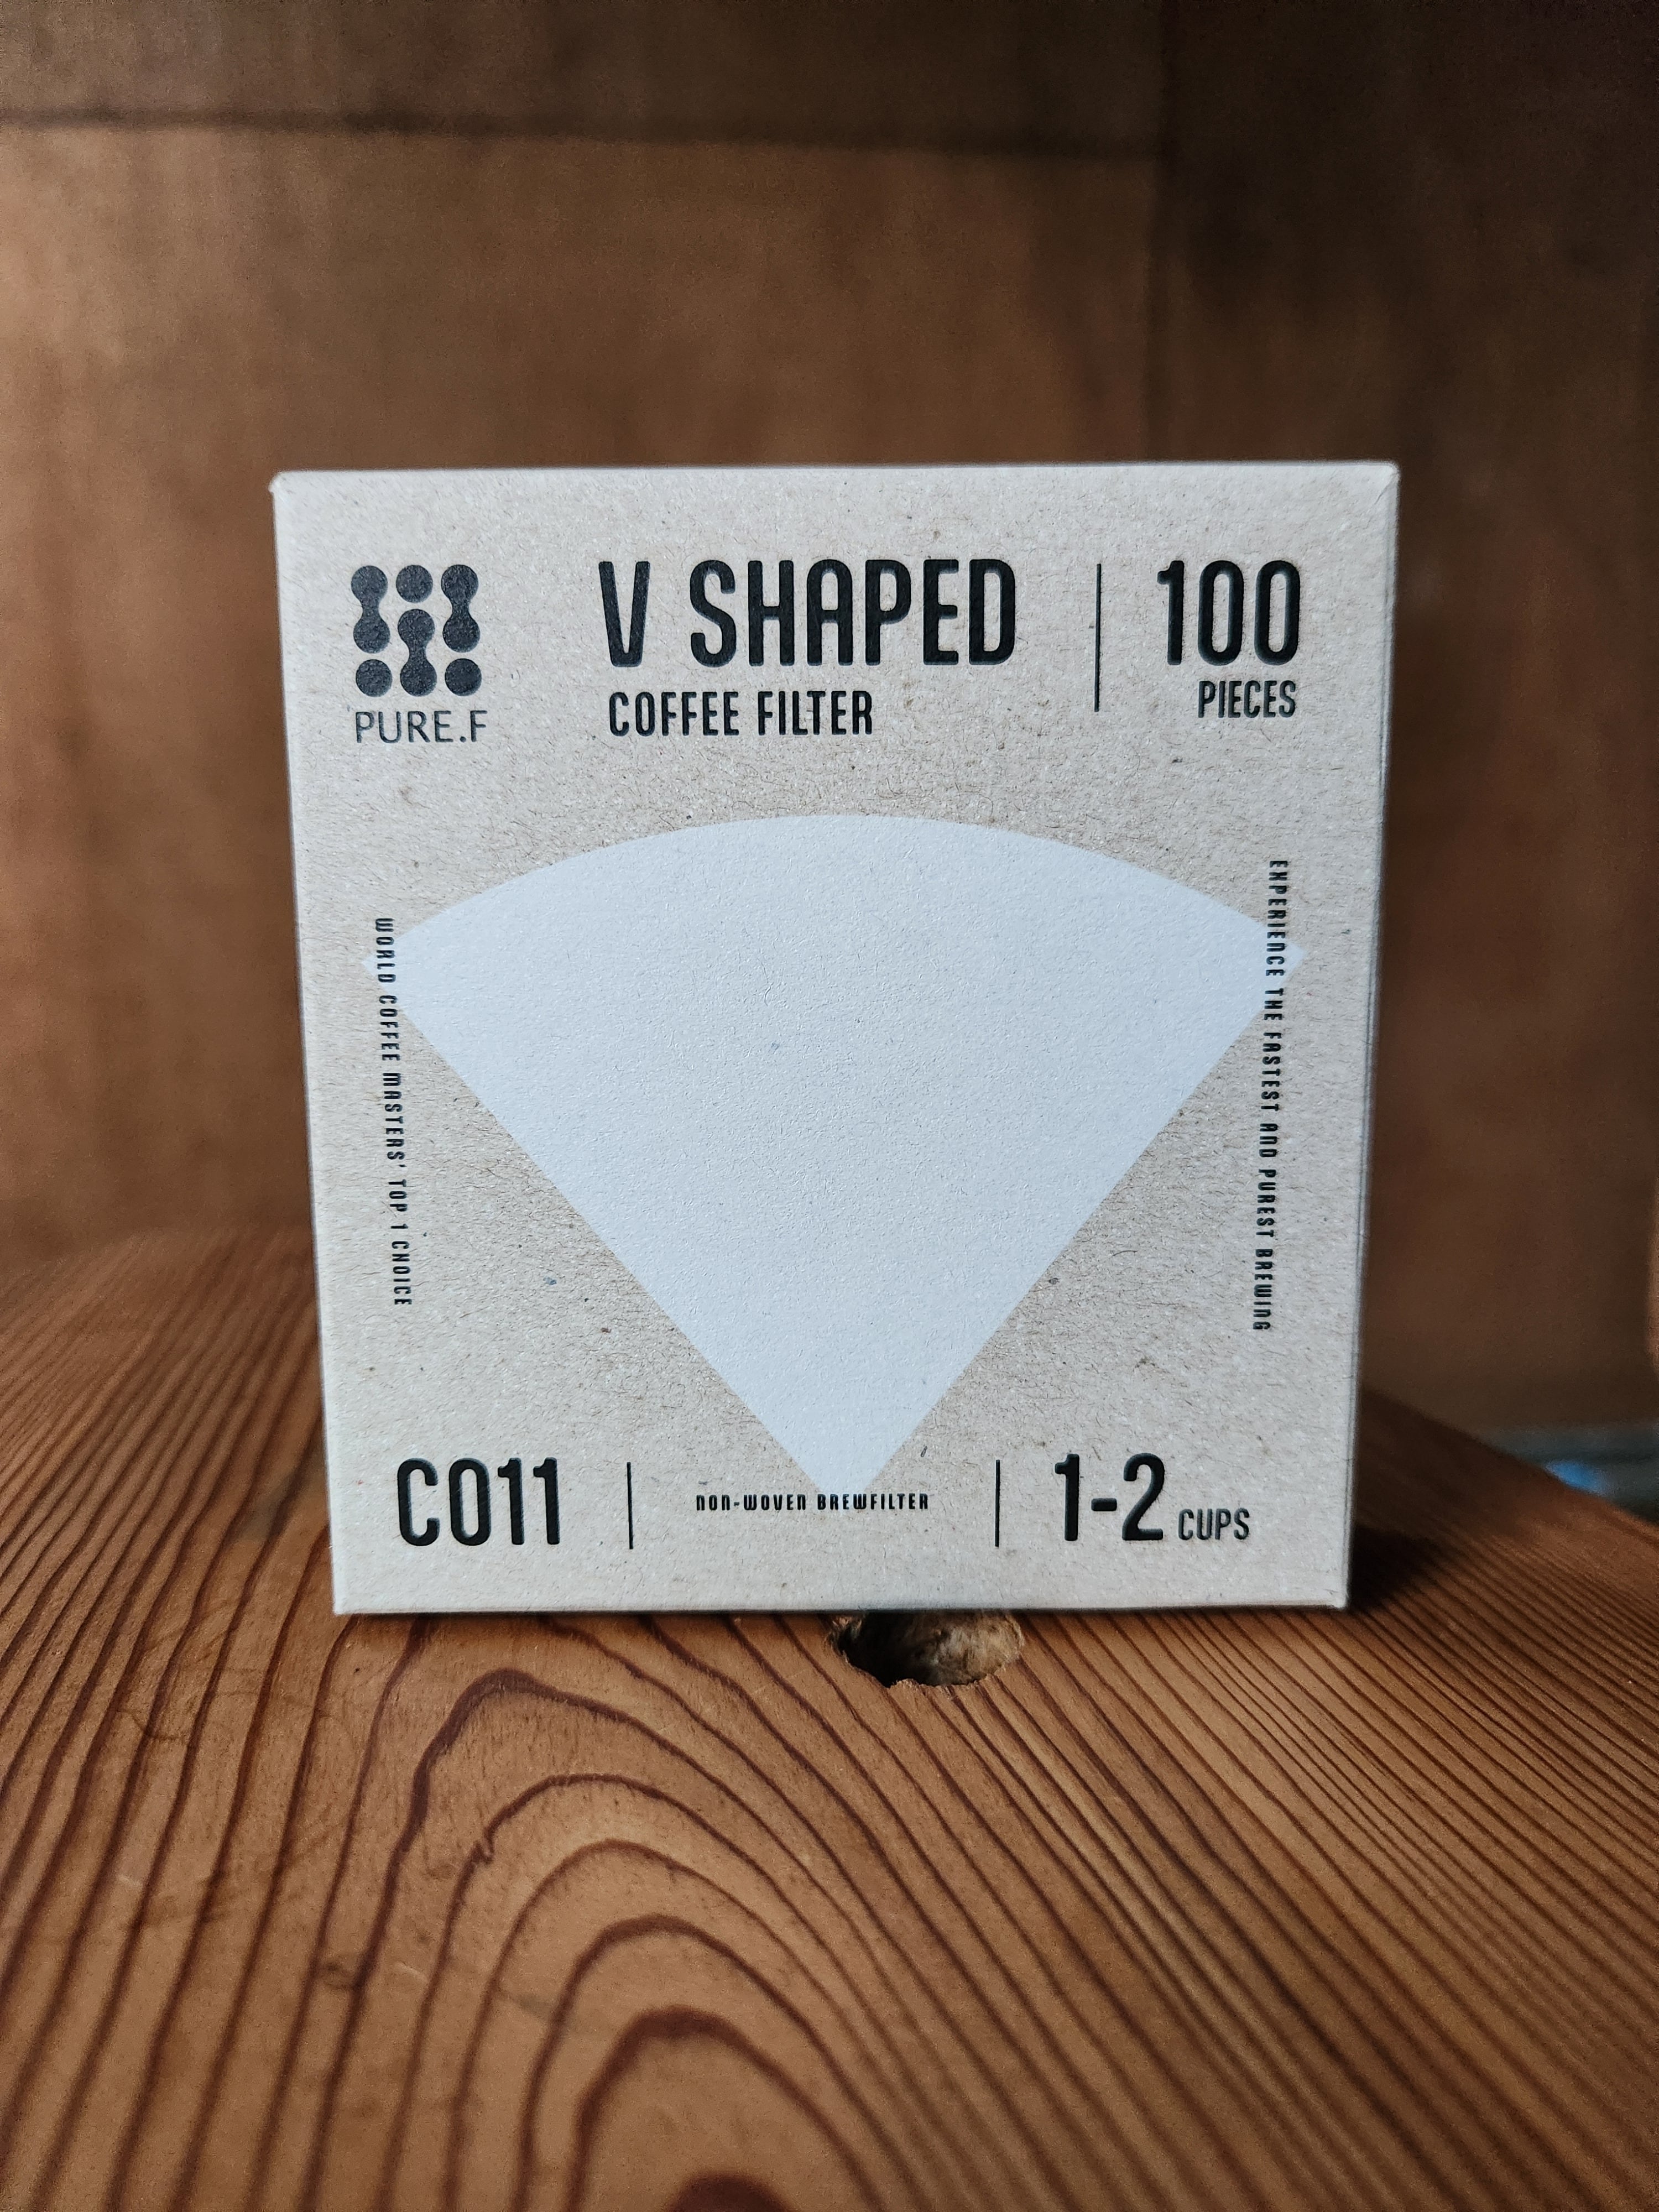 PURE.F
V SHAPED
COFFEE FILTER
100
PIECES
WORLD COFFEE MASTERS' TOP 1 CHOICE
EXPERIENCE THE FASTEST AND PUREST BREWING
CO11
NON-WOVEN BREWFILTER
1-2 CUPS